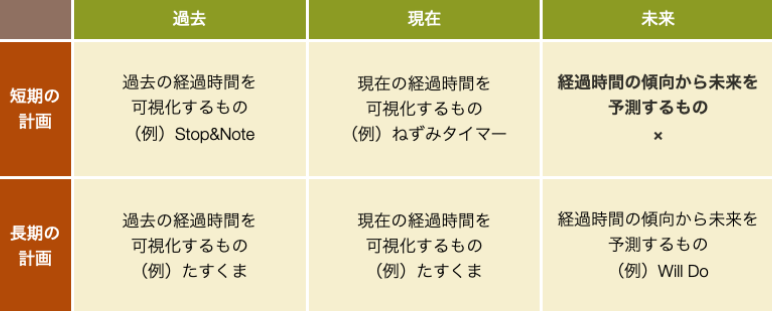 過去
現在
未来
短期の
計画
過去の経過時間を
可視化するもの
（例）Stop&Note
現在の経過時間を
可視化するもの
（例）ねずみタイマー
経過時間の傾向から未来を
予測するもの
×
長期の
計画
過去の経過時間を
可視化するもの
（例）たすくま
現在の経過時間を
可視化するもの
（例）たすくま
経過時間の傾向から未来を
予測するもの
（例）Will Do